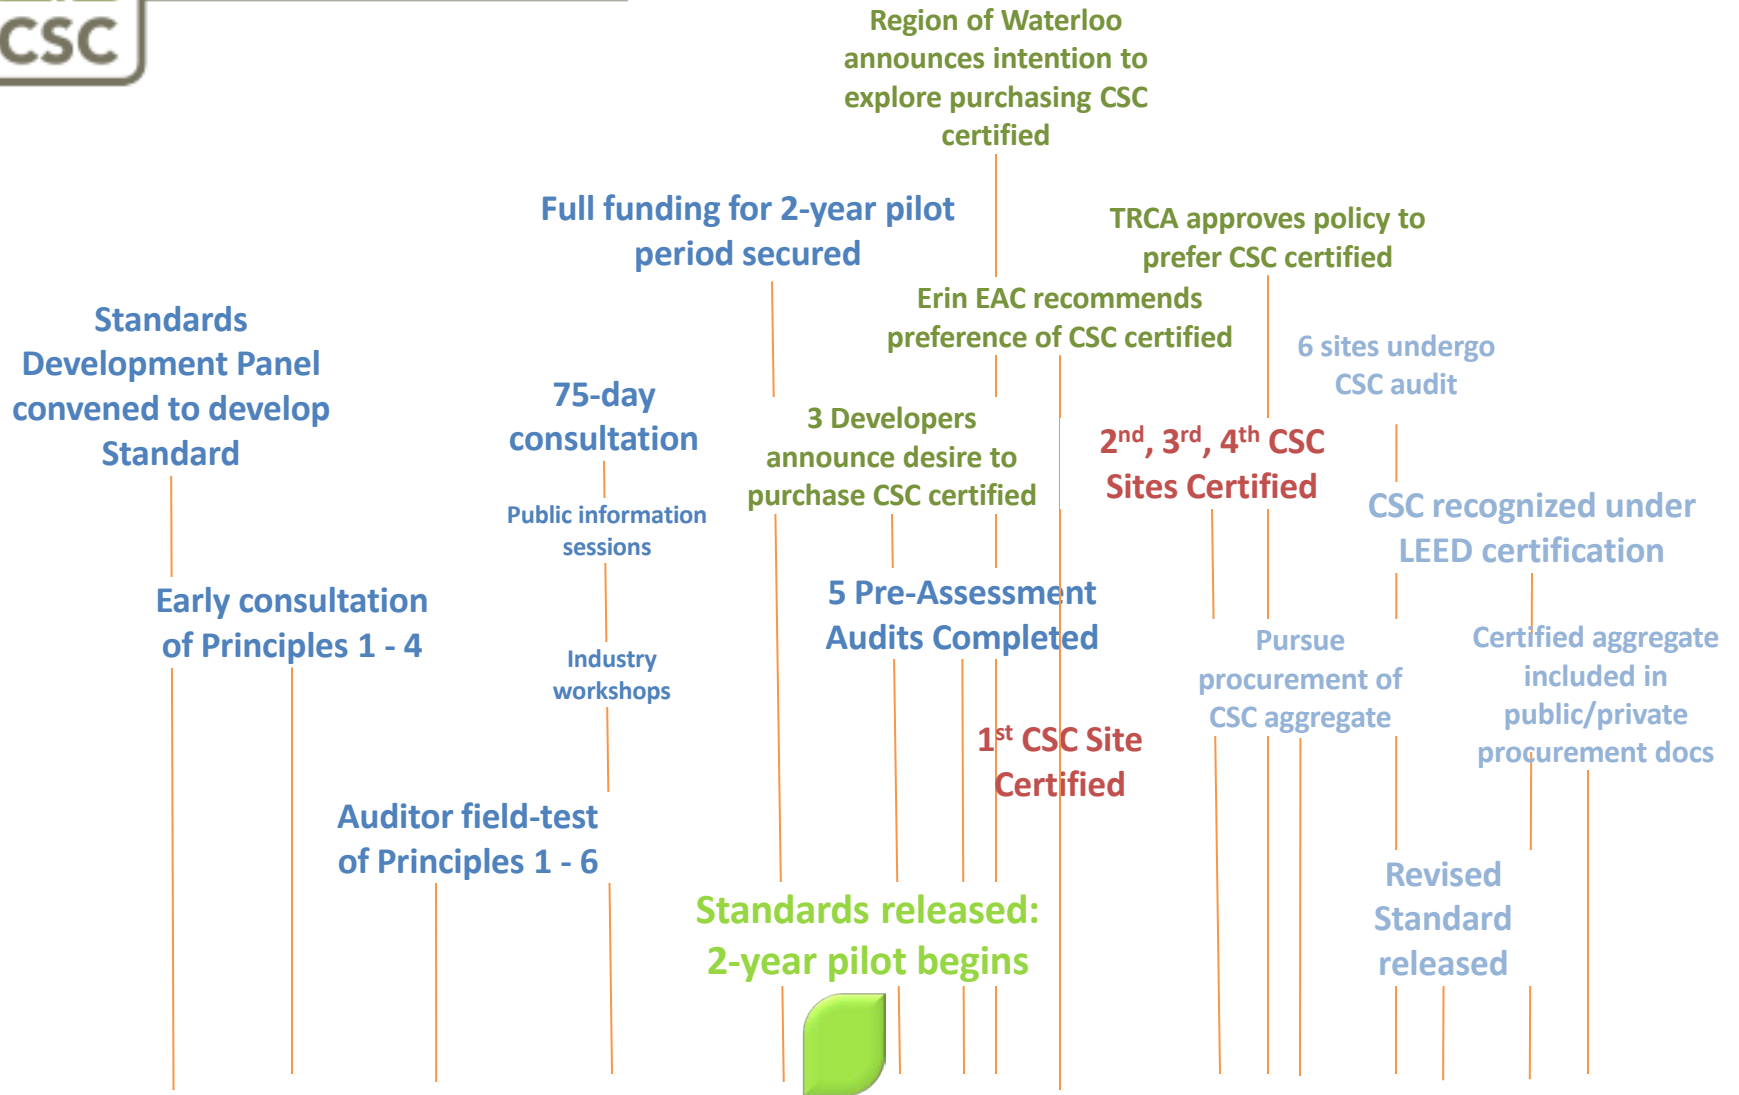 CSC
Region of Waterloo
announces intention to
explore purchasing CSC
certified
Full funding for 2-year pilot
period secured
TRCA approves policy to
prefer CSC certified
Erin EAC recommends
preference of CSC certified
Standards
Development Panel
convened to develop
Standard
6 sites undergo
CSC audit
75-day
consultation
3 Developers
announce desire to
purchase CSC certified
2nd, 3rd, 4th CSC
Sites Certified
Public information
sessions
CSC recognized under
LEED certification
Early consultation
of Principles 1 - 4
5 Pre-Assessment
Audits Completed
Industry
workshops
Pursue
procurement of
CSC aggregate
Certified aggregate
included in
public/private
procurement docs
1st CSC Site
Certified
Auditor field-test
of Principles 1 - 6
Standards released:
2-year pilot begins
Revised
Standard
released